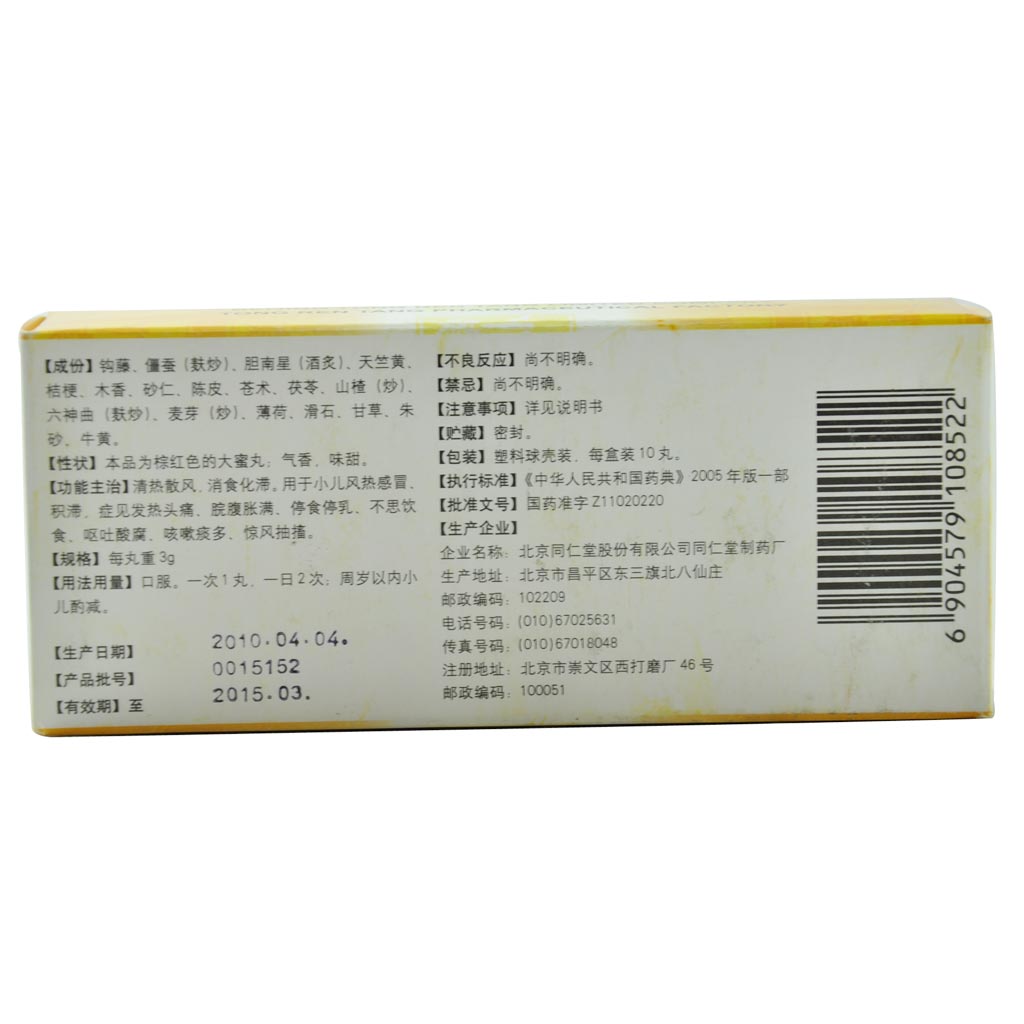 TONG REN TANG PHARMACEUTICAL FACTORY
【成份】钩藤、僵蚕（麸炒）、胆南星（酒炙）、天竺黄、
桔梗、木香、砂仁、陈皮、苍术、茯苓、山楂（炒）、
六神曲（麸炒）、麦芽（炒）、薄荷、滑石、甘草、朱
砂、牛黄。
【性状】本品为棕红色的大蜜丸；气香，味甜。
【功能主治】清热散风，消食化滞。用于小儿风热感冒、
积滞，症见发热头痛、脘腹胀满、停食停乳、不思饮
食、呕吐酸腐、咳嗽痰多、惊风抽搐。
【规格】每丸重3g
【用法用量】口服。一次1丸，一日2次；周岁以内小
儿酌减。
【生产日期】 2010.04.04.
【产品批号】 0015152
【有效期】至 2015.03.
【不良反应】尚不明确。
【禁忌】尚不明确。
【注意事项】详见说明书
【贮藏】密封。
【包装】塑料球壳装，每盒装10丸。
【执行标准】《中华人民共和国药典》2005年版一部
【批准文号】国药准字Z11020220
【生产企业】
企业名称：北京同仁堂股份有限公司同仁堂制药厂
生产地址：北京市昌平区东三旗北八仙庄
邮政编码：102209
电话号码：(010)67025631
传真号码：(010)67018048
注册地址：北京市崇文区西打磨厂46号
邮政编码：100051
6 904579 108522